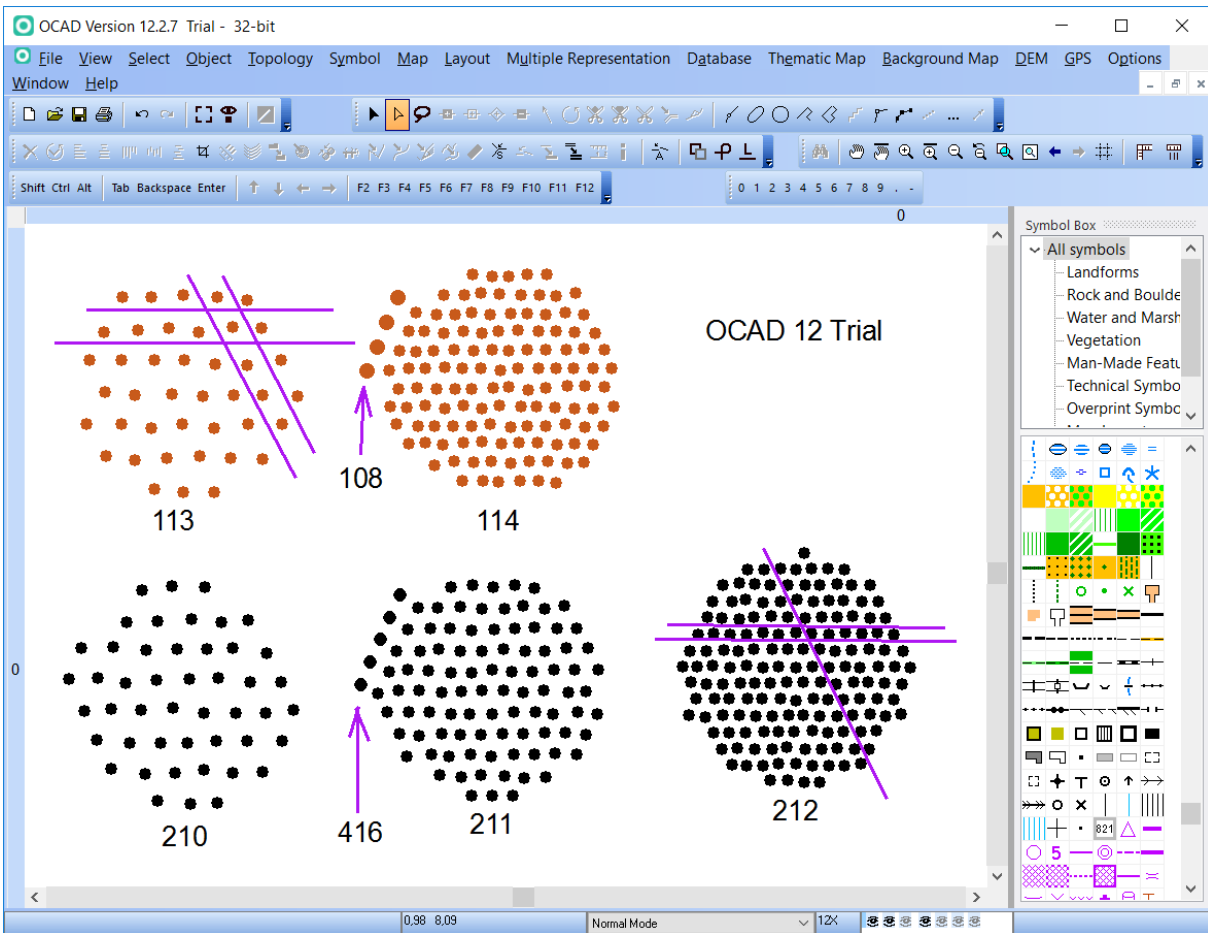 OCAD Version 12.2.7 Trial - 32-bit
File View Select Object Topology Symbol Map Layout Multiple Representation Database Thematic Map Background Map DEM GPS Options
Window Help
Shift Ctrl Alt Tab Backspace Enter F2 F3 F4 F5 F6 F7 F8 F9 F10 F11 F12 0 1 2 3 4 5 6 7 8 9 . -
0
Symbol Box
All symbols
Landforms
Rock and Boulde
Water and Marsh
Vegetation
Man-Made Featu
Technical Symbo
Overprint Symbo
OCAD 12 Trial
108
113
114
0
212
416
211
210
821
5
0,98 8,09
Normal Mode
12X